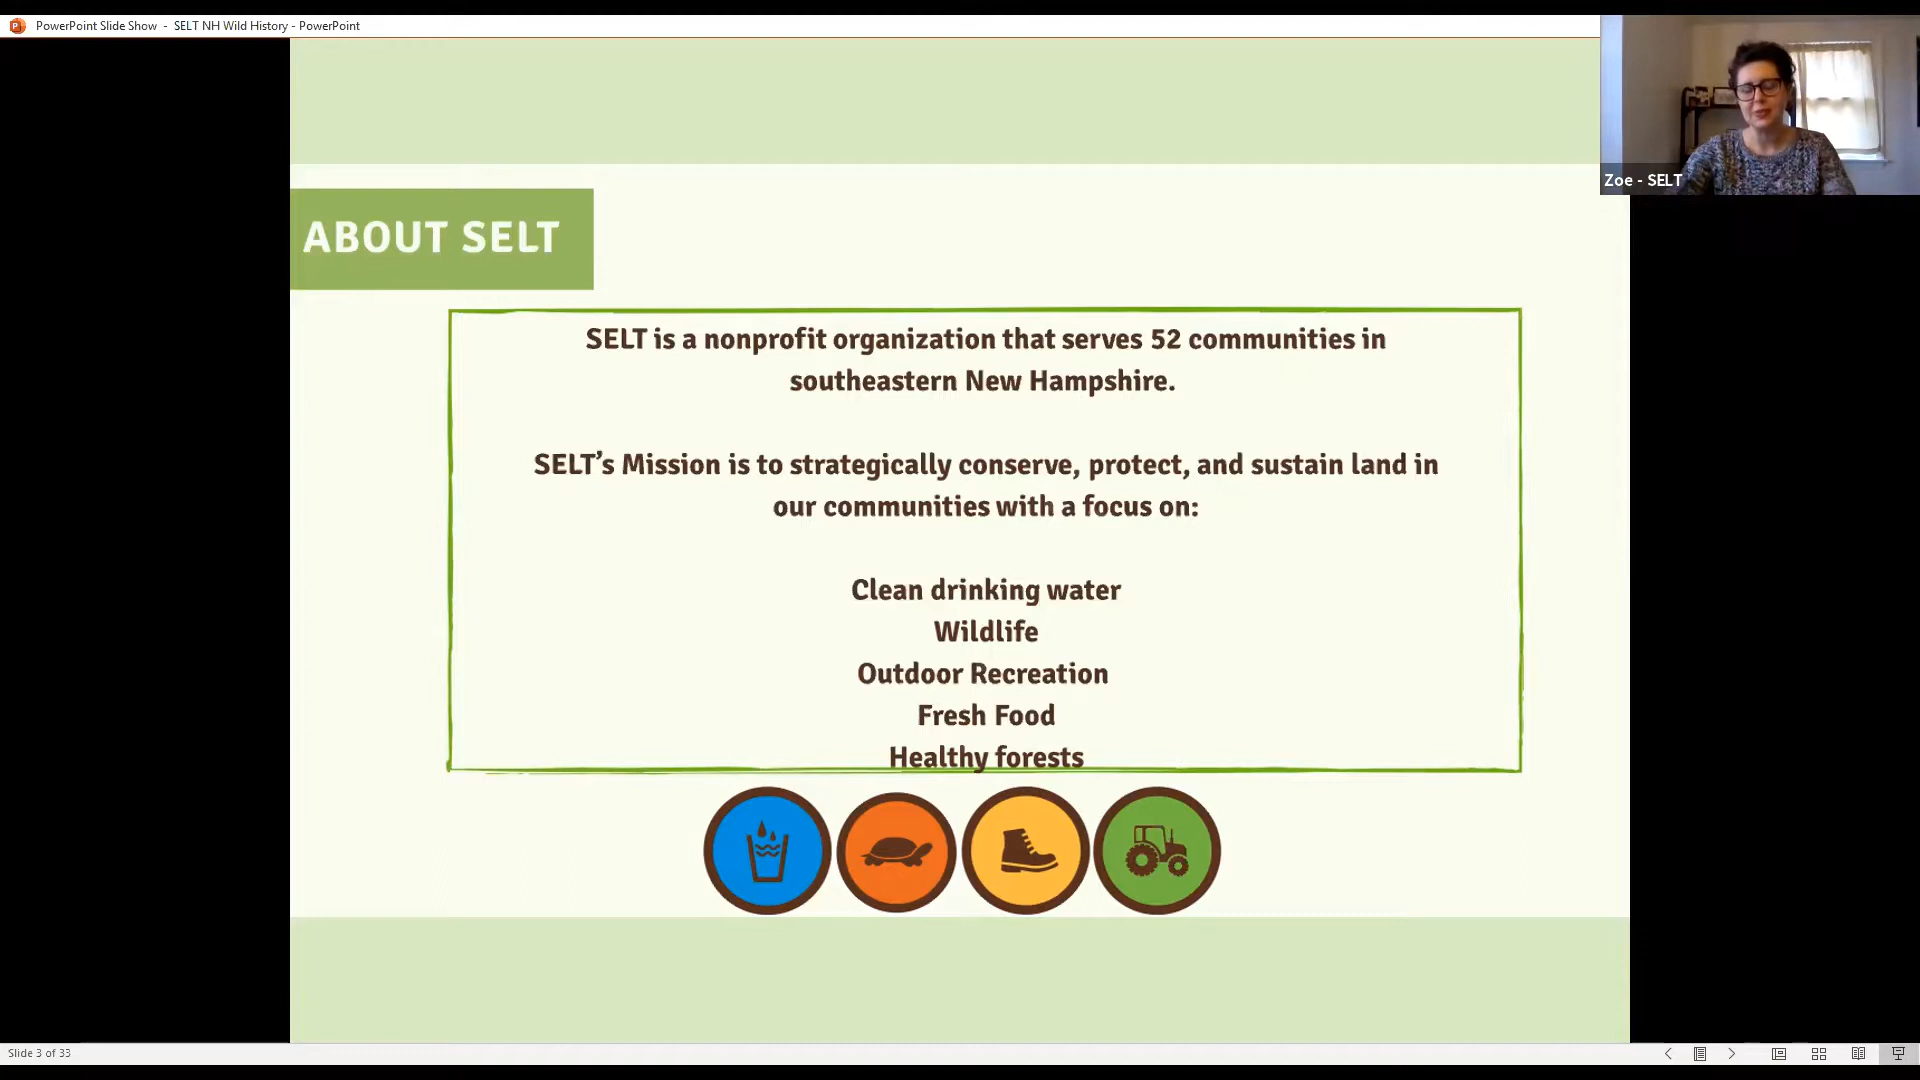 PowerPoint Slide Show - SELT NH Wild History - PowerPoint
Zoe - SELT
ABOUT SELT
SELT is a nonprofit organization that serves 52 communities in
southeastern New Hampshire.
SELT’s Mission is to strategically conserve, protect, and sustain land in
our communities with a focus on:
Clean drinking water
Wildlife
Outdoor Recreation
Fresh Food
Healthy forests
Slide 3 of 33